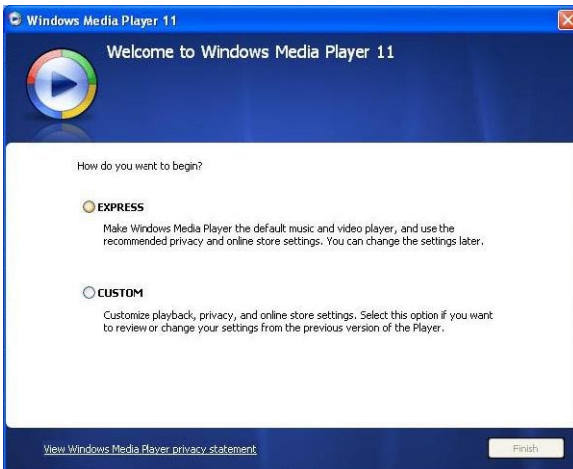 Windows Media Player 11
Welcome to Windows Media Player 11
How do you want to begin?
EXPRESS
Make Windows Media Player the default music and video player, and use the
recommended privacy and online store settings. You can change the settings later.
CUSTOM
Customize playback, privacy, and online store settings. Select this option if you want
to review or change your settings from the previous version of the Player.
View Windows Media Player privacy statement
Finish